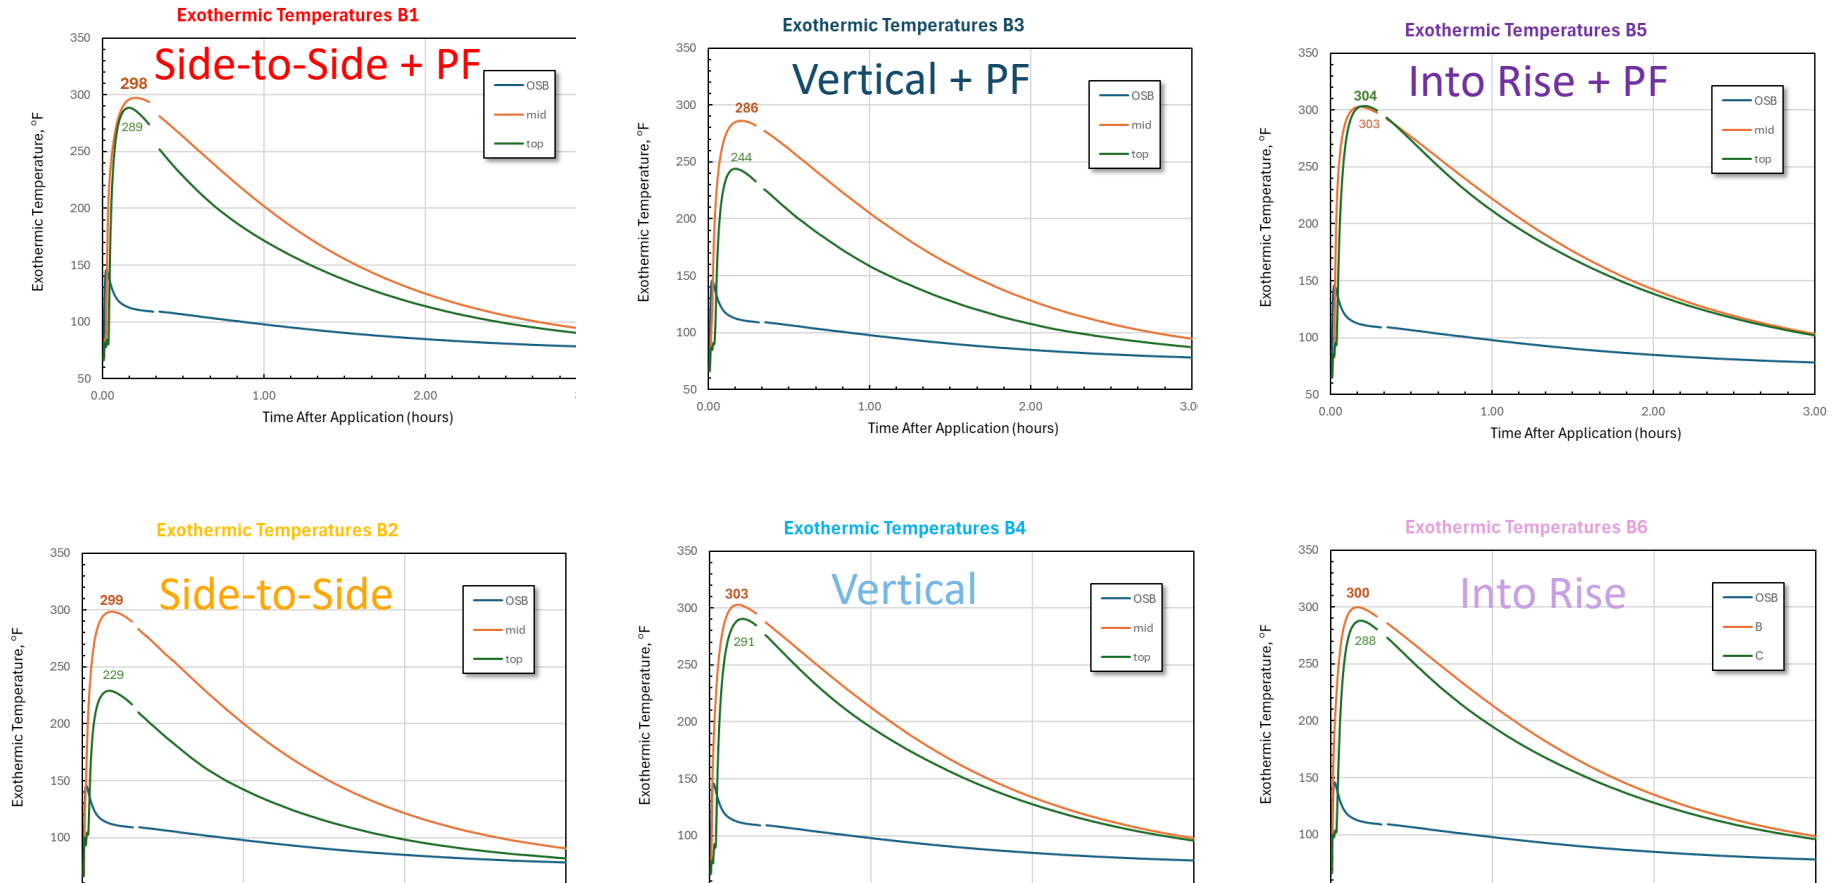 Exothermic Temperatures B1
Side-to-Side + PF
350
300
250
200
150
100
50
298
289
OSB
mid
top
Exothermic Temperature, °F
0.00
1.00
2.00
Time After Application (hours)
Exothermic Temperatures B3
Vertical + PF
350
300
250
200
150
100
50
286
244
OSB
mid
top
Exothermic Temperature, °F
0.00
1.00
2.00
3.0
Time After Application (hours)
Exothermic Temperatures B5
Into Rise + PF
350
300
250
200
150
100
50
304
303
OSB
mid
top
Exothermic Temperature, °F
0.00
1.00
2.00
3.00
Time After Application (hours)
Exothermic Temperatures B2
Side-to-Side
350
300
250
200
150
100
299
229
OSB
mid
top
Exothermic Temperature, °F
Exothermic Temperatures B4
Vertical
350
300
250
200
150
100
303
291
OSB
mid
top
Exothermic Temperature, °F
Exothermic Temperatures B6
Into Rise
350
300
250
200
150
100
300
288
OSB
B
C
Exothermic Temperature, °F